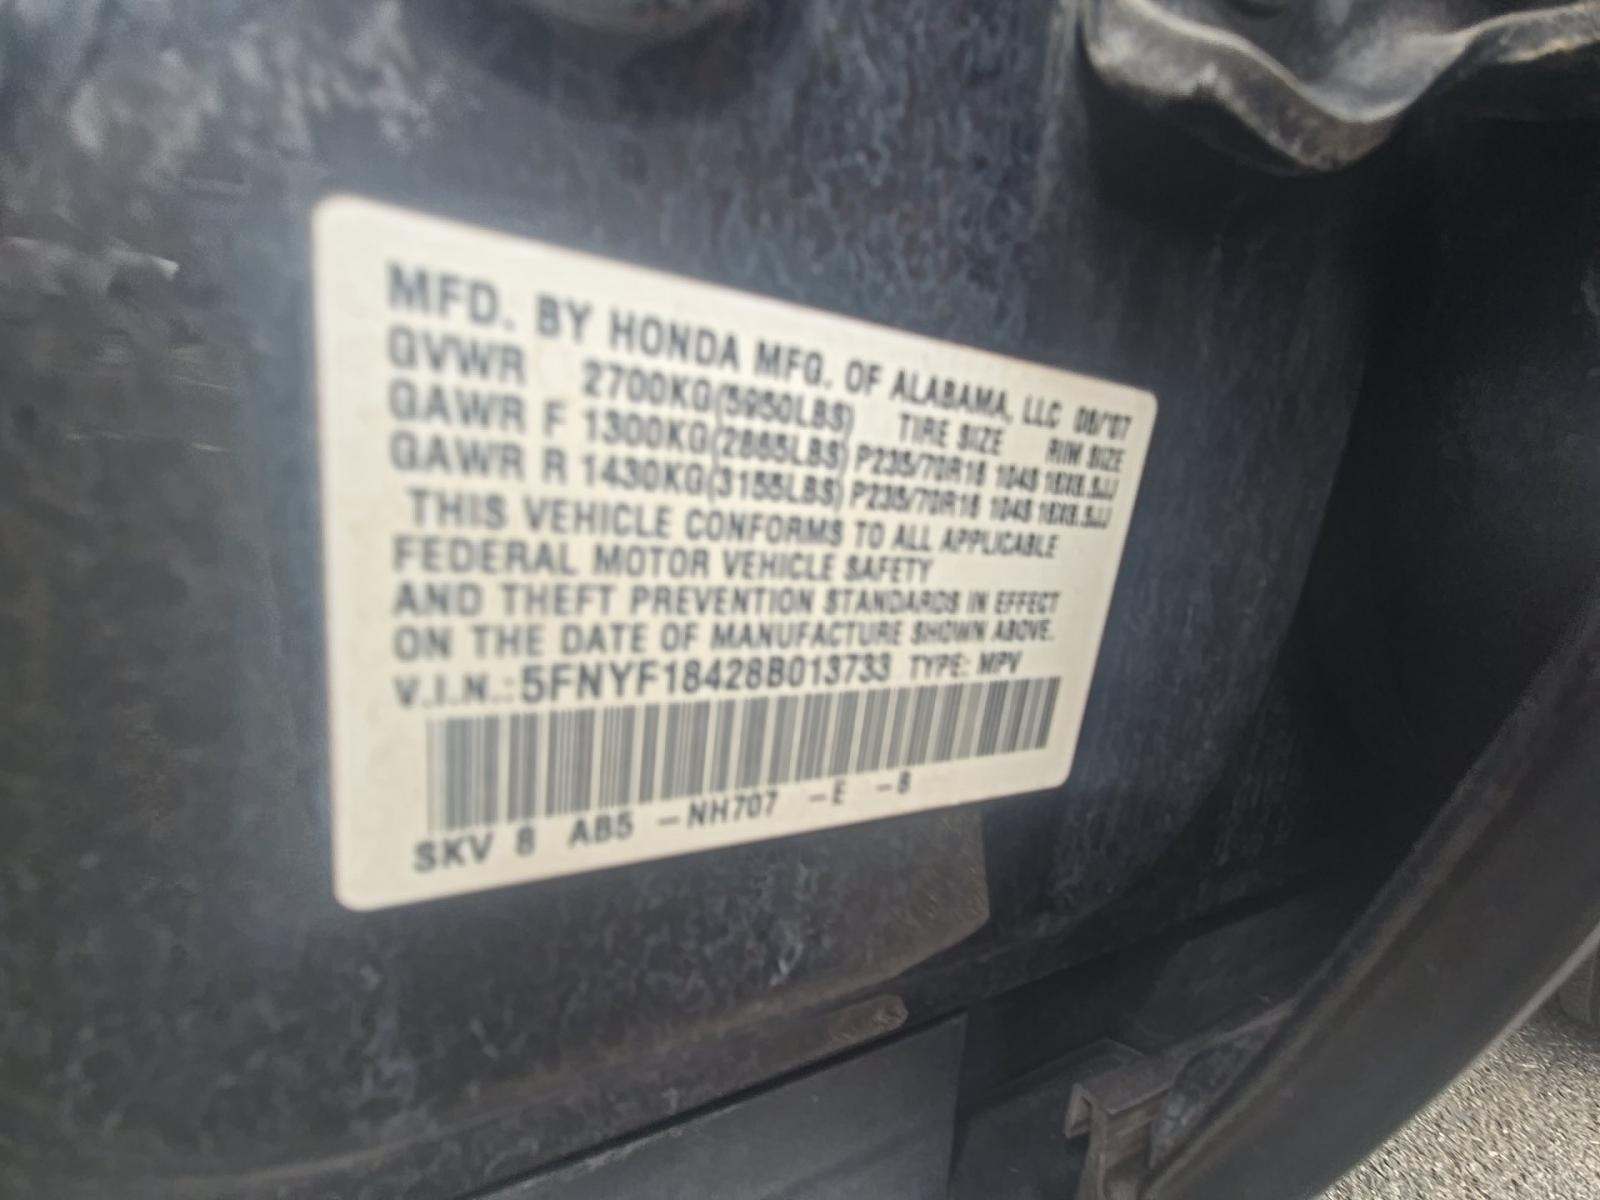 MFD. BY HONDA MFG. OF ALABAMA, LLC 06/'07
GVWR 2700KG(5950LBS) TIRE SIZE RIM SIZE
GAWR F 1300KG(2865LBS) P235/70R16 104S 16X6.5JJ
GAWR R 1430KG(3155LBS) P235/70R16 104S 16X6.5JJ
THIS VEHICLE CONFORMS TO ALL APPLICABLE
FEDERAL MOTOR VEHICLE SAFETY
AND THEFT PREVENTION STANDARDS IN EFFECT
ON THE DATE OF MANUFACTURE SHOWN ABOVE.
V.I.N.: 5FNYF18428B013733 TYPE: MPV
SKV 8 AB5 -NH707 -E -B